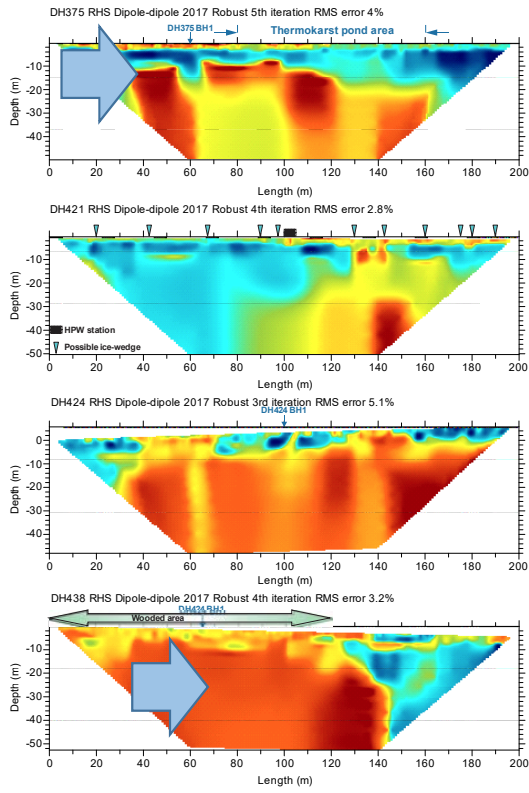 DH375 RHS Dipole-dipole 2017 Robust 5th iteration RMS error 4%
DH375 BH1 Thermokarst pond area
Depth (m)
-10
-20
-30
-40
0 20 40 60 80 100 120 140 160 180 200
Length (m)
DH421 RHS Dipole-dipole 2017 Robust 4th iteration RMS error 2.8%
Depth (m)
-10
-20
-30
-40
-50
HPW station
Possible ice-wedge
0 20 40 60 80 100 120 140 160 180 200
Length (m)
DH424 RHS Dipole-dipole 2017 Robust 3rd iteration RMS error 5.1%
DH424 BH1
Depth (m)
0
-10
-20
-30
-40
0 20 40 60 80 100 120 140 160 180 200
Length (m)
DH438 RHS Dipole-dipole 2017 Robust 4th iteration RMS error 3.2%
DH424 BH1
Wooded area
Depth (m)
-10
-20
-30
-40
-50
0 20 40 60 80 100 120 140 160 180 200
Length (m)